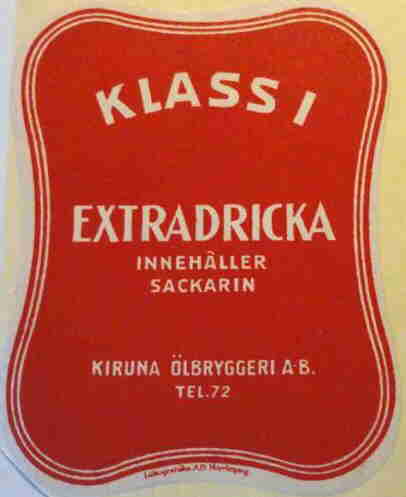 KLASS I
EXTRADRICKA
INNEHÅLLER
SACKARIN
KIRUNA ÖLBRYGGERI A·B.
TEL.72